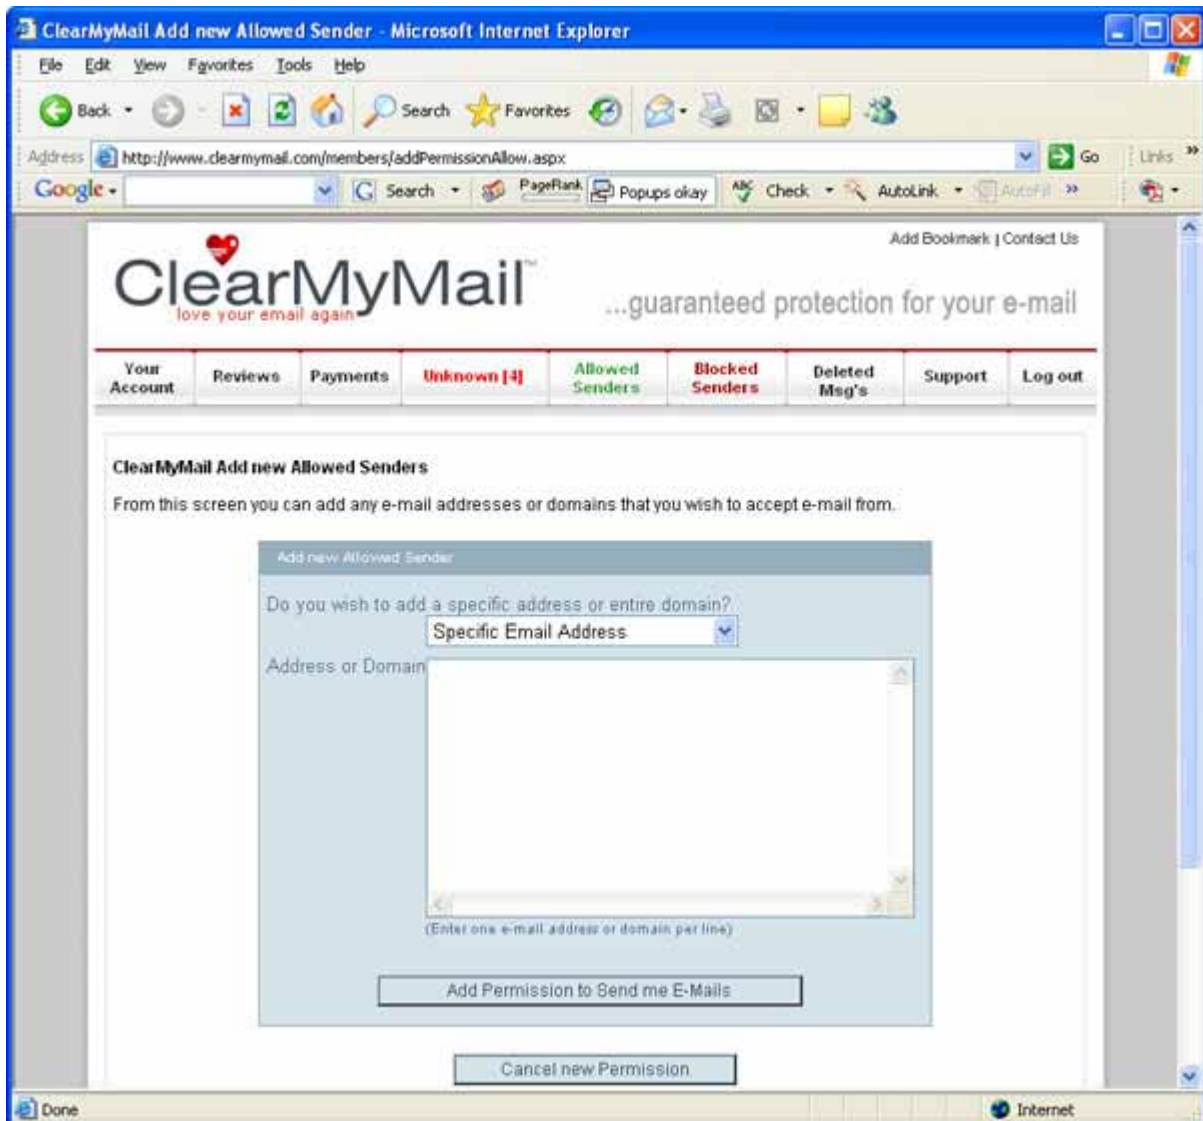 ClearMyMail Add new Allowed Sender - Microsoft Internet Explorer
File Edit View Favorites Tools Help
Back Search Favorites
Address http://www.clearmymail.com/members/addPermissionAllow.aspx Go Links »
Google Search PageRank Popups okay ABC Check AutoLink AutoFill »
Add Bookmark | Contact Us
ClearMyMail™
love your email again
...guaranteed protection for your e-mail
Your Account Reviews Payments Unknown [4] Allowed Senders Blocked Senders Deleted Msg's Support Log out
ClearMyMail Add new Allowed Senders
From this screen you can add any e-mail addresses or domains that you wish to accept e-mail from.
Add new Allowed Sender
Do you wish to add a specific address or entire domain?
Specific Email Address
Address or Domain
(Enter one e-mail address or domain per line)
Add Permission to Send me E-Mails
Cancel new Permission
Done Internet